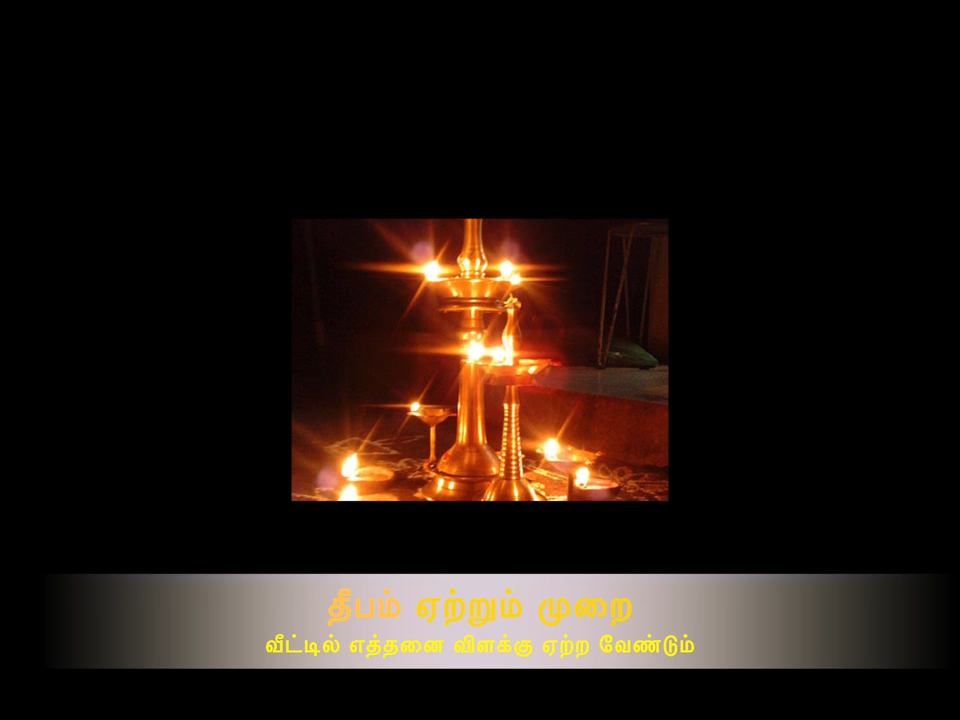 தீபம் ஏற்றும் முறை
வீட்டில் எத்தனை விளக்கு ஏற்ற வேண்டும்